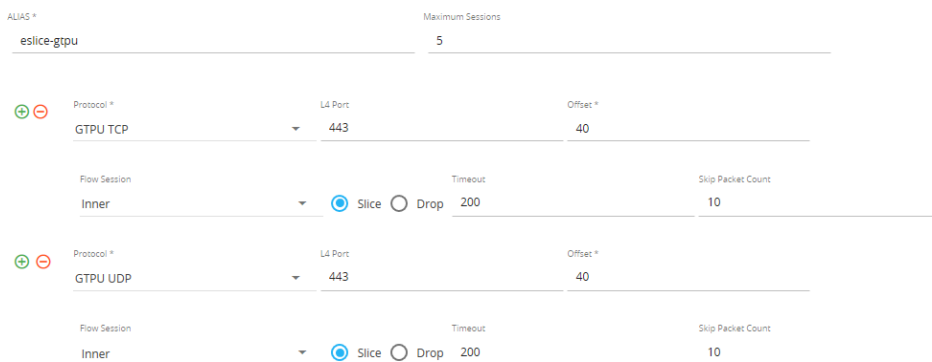 ALIAS * Maximum Sessions
eslice-gtpu 5
Protocol * L4 Port Offset *
GTPU TCP 443 40
Flow Session Timeout Skip Packet Count
Inner Slice Drop 200 10
Protocol * L4 Port Offset *
GTPU UDP 443 40
Flow Session Timeout Skip Packet Count
Inner Slice Drop 200 10